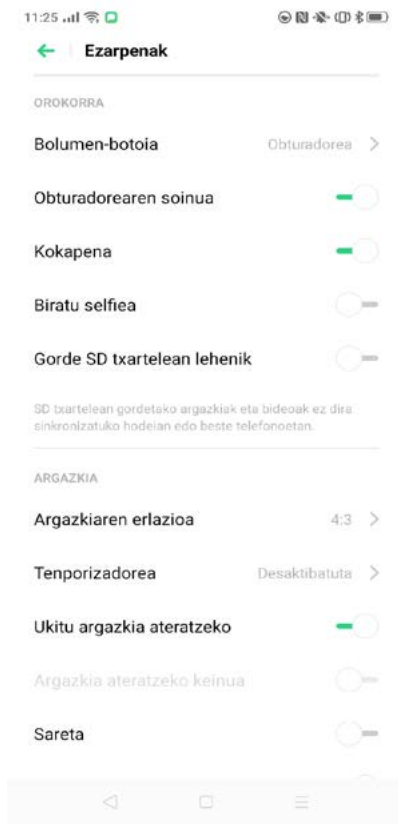 11:25
Ezarpenak
OROKORRA
Bolumen-botoia Obturadorea
Obturadorearen soinua
Kokapena
Biratu selfiea
Gorde SD txartelean lehenik
SD txartelean gordetako argazkiak eta bideoak ez dira
sinkronizatuko hodeian edo beste telefonoetan.
ARGAZKIA
Argazkiaren erlazioa 4:3
Tenporizadorea Desaktibatuta
Ukitu argazkia ateratzeko
Argazkia ateratzeko keinua
Sareta